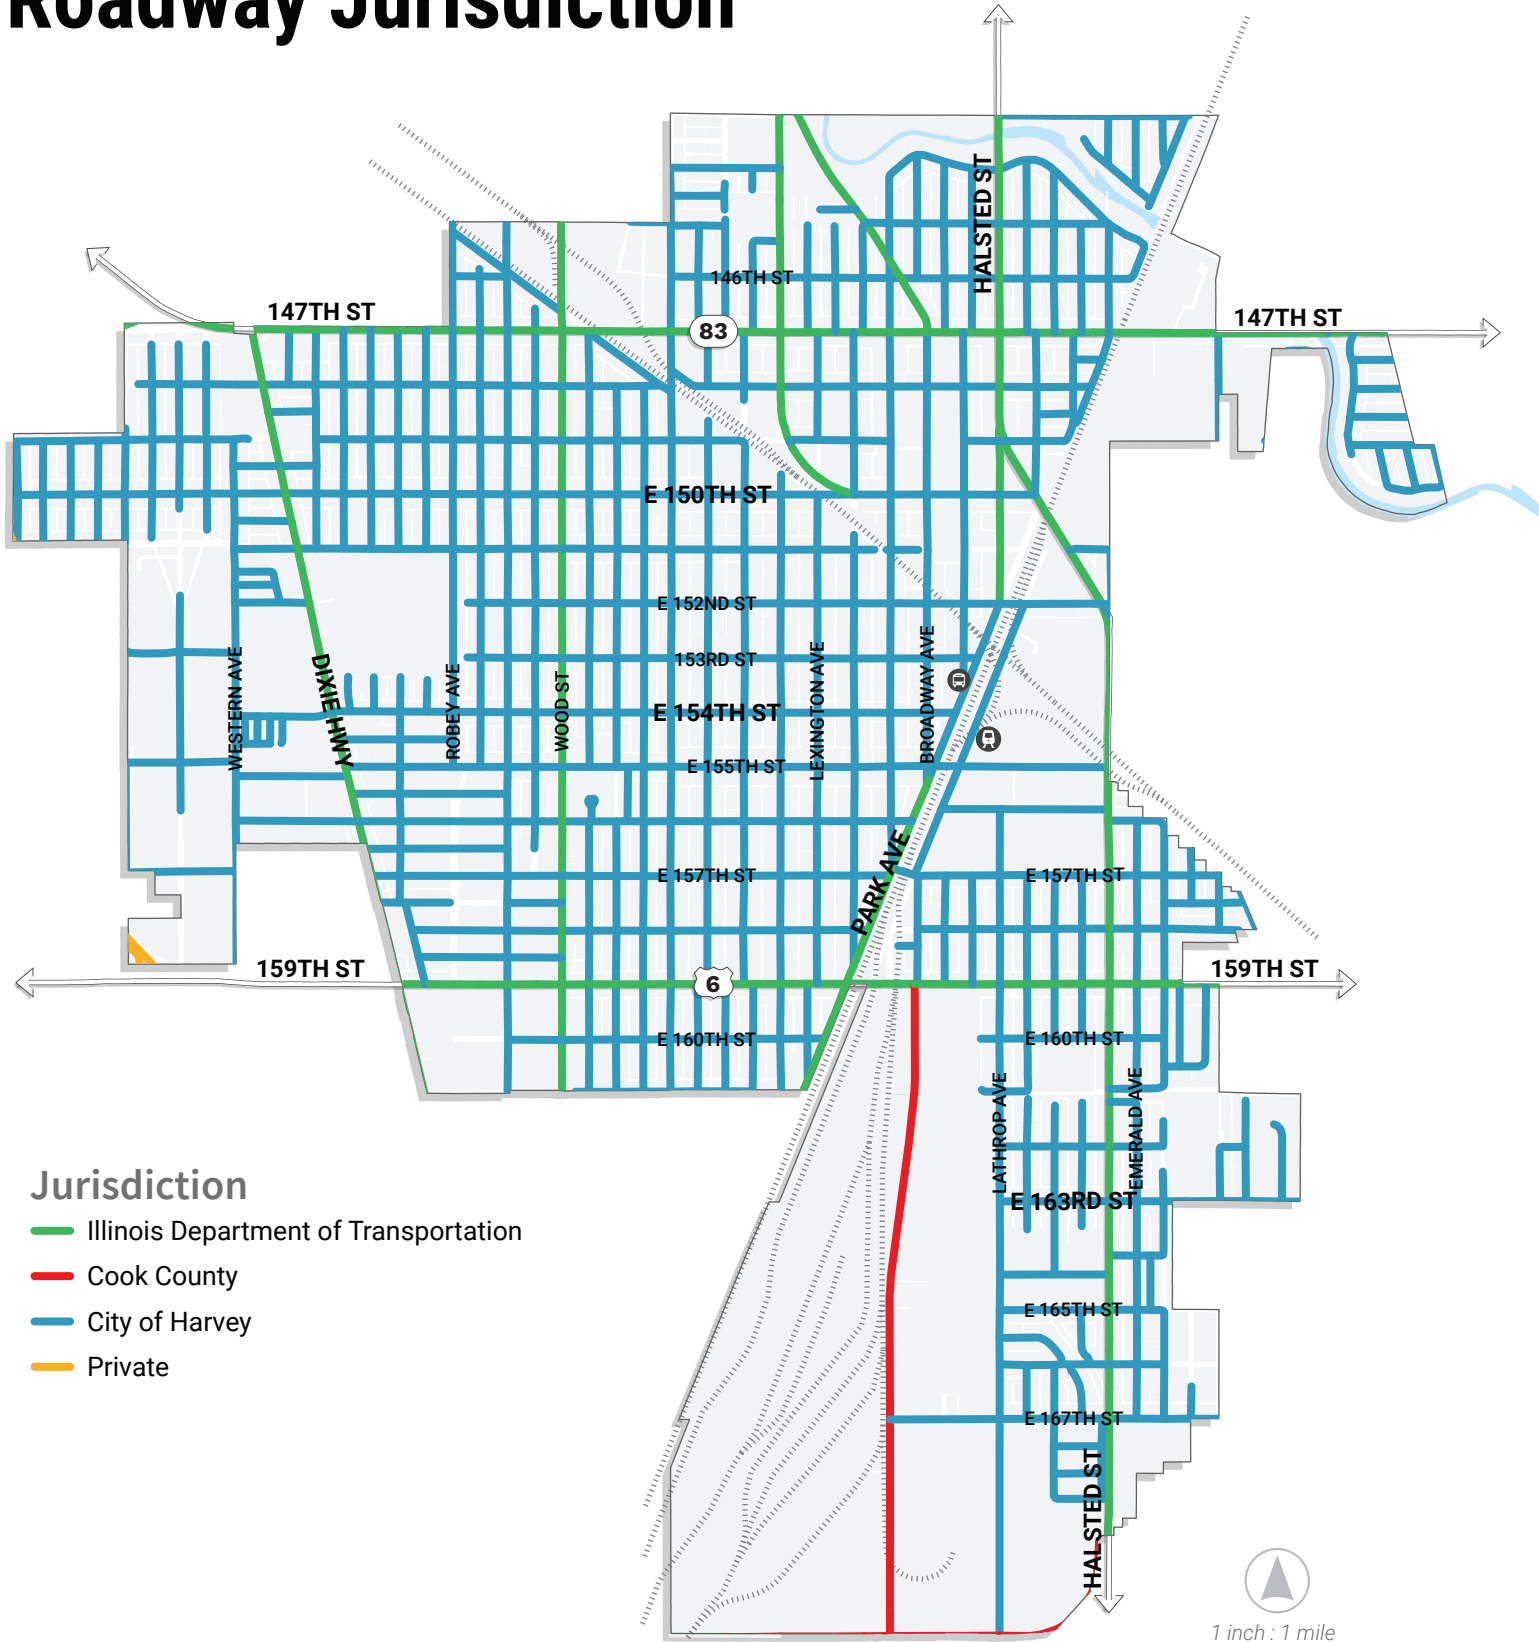 Roadway Jurisdiction
HALSTED ST
146TH ST
147TH ST
83
147TH ST
E 150TH ST
E 152ND ST
153RD ST
E 154TH ST
E 155TH ST
WESTERN AVE
DIXIE HWY
ROBEY AVE
WOOD ST
LEXINGTON AVE
BROADWAY AVE
PARK AVE
E 157TH ST
E 157TH ST
159TH ST
6
159TH ST
E 160TH ST
E 160TH ST
LATHROP AVE
EMERALD AVE
E 163RD ST
E 165TH ST
E 167TH ST
HALSTED ST
Jurisdiction
Illinois Department of Transportation
Cook County
City of Harvey
Private
1 inch : 1 mile